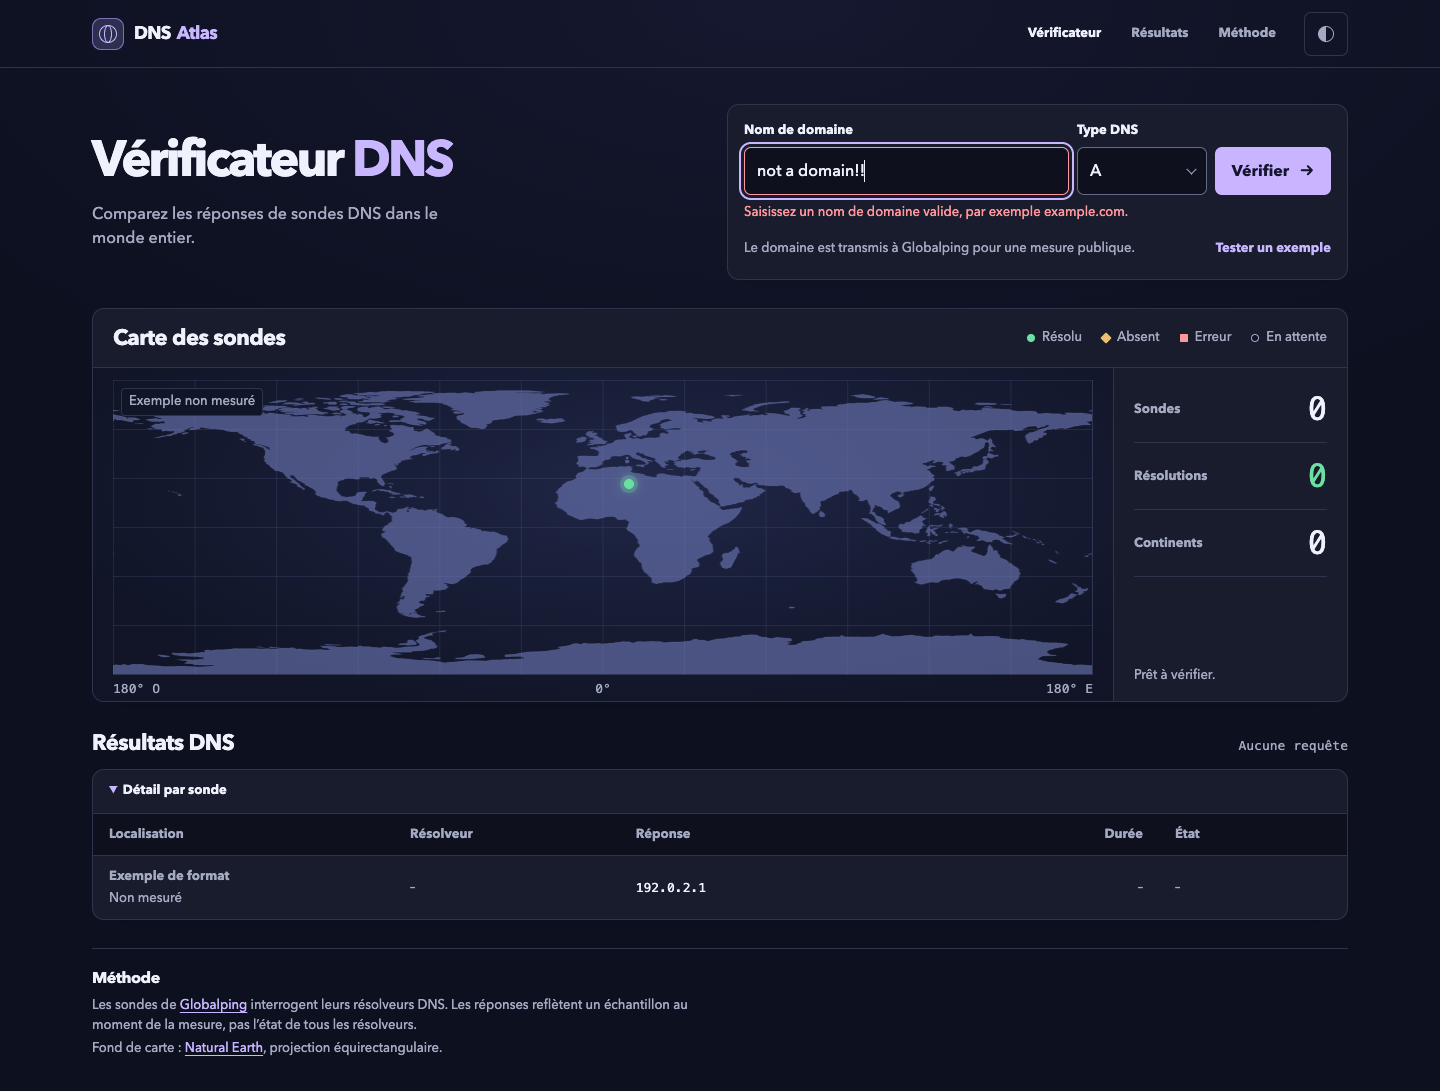 DNS Atlas
Vérificateur
Résultats
Méthode
Vérificateur DNS
Comparez les réponses de sondes DNS dans le
monde entier.
Nom de domaine
Type DNS
not a domain!!
A
Vérifier →
Saisissez un nom de domaine valide, par exemple example.com.
Le domaine est transmis à Globalping pour une mesure publique.
Tester un exemple
Carte des sondes
Résolu
Absent
Erreur
En attente
Exemple non mesuré
180° O
0°
180° E
Sondes
0
Résolutions
0
Continents
0
Prêt à vérifier.
Résultats DNS
Aucune requête
Détail par sonde
Localisation
Résolveur
Réponse
Durée
État
Exemple de format
Non mesuré
-
192.0.2.1
-
-
Méthode
Les sondes de Globalping interrogent leurs résolveurs DNS. Les réponses reflètent un échantillon au
moment de la mesure, pas l’état de tous les résolveurs.
Fond de carte : Natural Earth, projection équirectangulaire.